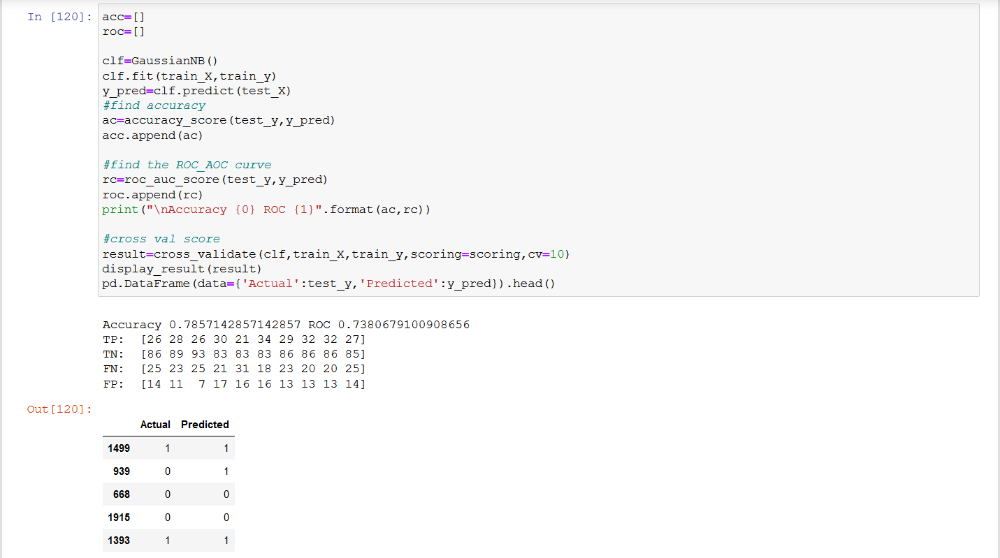 In [120]: acc=[]
roc=[]
clf=GaussianNB()
clf.fit(train_X,train_y)
y_pred=clf.predict(test_X)
#find accuracy
ac=accuracy_score(test_y,y_pred)
acc.append(ac)
#find the ROC_AOC curve
rc=roc_auc_score(test_y,y_pred)
roc.append(rc)
print("\nAccuracy {0} ROC {1}".format(ac,rc))
#cross val score
result=cross_validate(clf,train_X,train_y,scoring=scoring,cv=10)
display_result(result)
pd.DataFrame(data={'Actual':test_y,'Predicted':y_pred}).head()
Accuracy 0.7857142857142857 ROC 0.7380679100908656
TP:  [26 28 26 30 21 34 29 32 32 27]
TN:  [86 89 93 83 83 83 86 86 86 85]
FN:  [25 23 25 21 31 18 23 20 20 25]
FP:  [14 11  7 17 16 16 13 13 13 14]
Out[120]:
Actual Predicted
1499 1 1
939 0 1
668 0 0
1915 0 0
1393 1 1